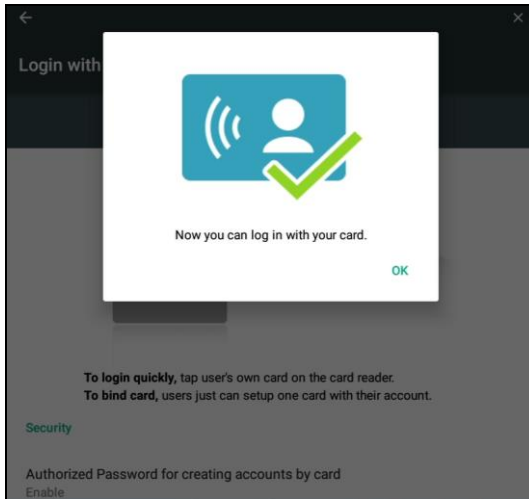 Login with
Now you can log in with your card.
OK
To login quickly, tap user's own card on the card reader.
To bind card, users just can setup one card with their account.
Security
Authorized Password for creating accounts by card
Enable